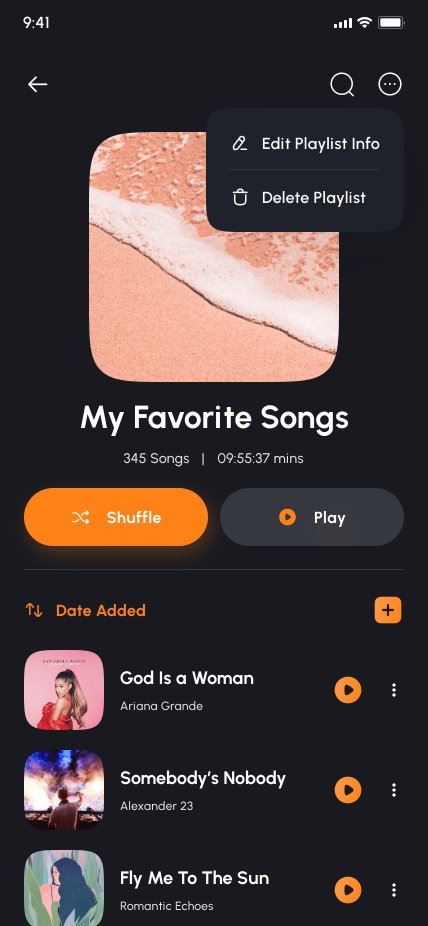 9:41
Edit Playlist Info
Delete Playlist
My Favorite Songs
345 Songs | 09:55:37 mins
Shuffle
Play
Date Added
God Is a Woman
Ariana Grande
Somebody's Nobody
Alexander 23
Fly Me To The Sun
Romantic Echoes